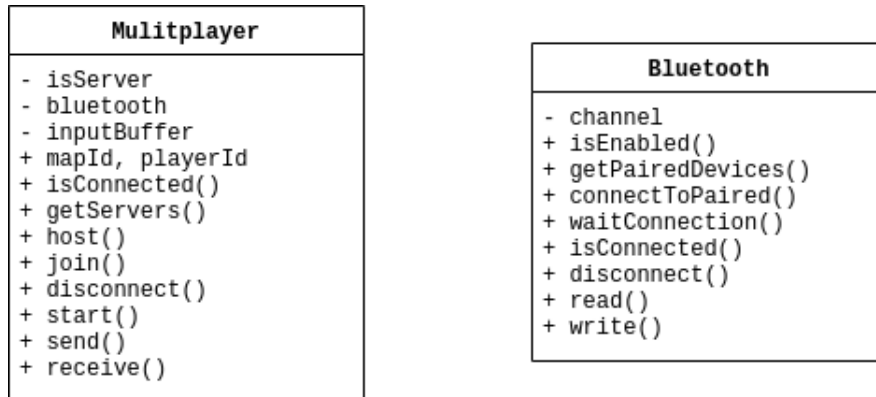 Mulitplayer
- isServer
- bluetooth
- inputBuffer
+ mapId, playerId
+ isConnected()
+ getServers()
+ host()
+ join()
+ disconnect()
+ start()
+ send()
+ receive()
Bluetooth
- channel
+ isEnabled()
+ getPairedDevices()
+ connectToPaired()
+ waitConnection()
+ isConnected()
+ disconnect()
+ read()
+ write()